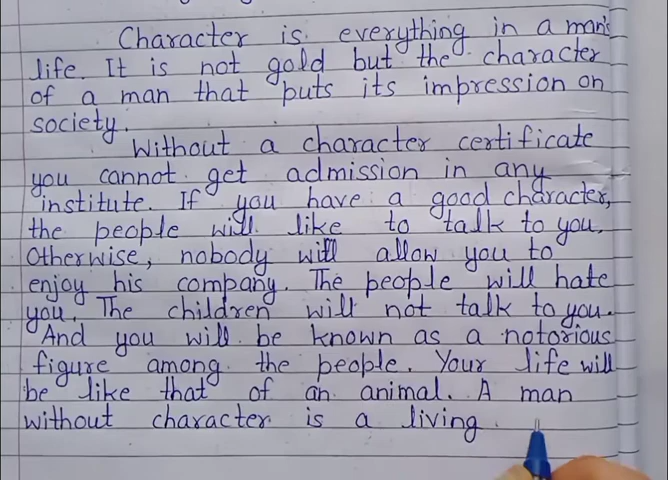 Character is everything in a man's
life. It is not gold but the character
of a man that puts its impression on
society.
Without a character certificate
you cannot get admission in any
institute. If you have a good character,
the people will like to talk to you.
Otherwise, nobody will allow you to
enjoy his company. The people will hate
you. The children will not talk to you.
And you will be known as a notorious
figure among the people. Your life will
be like that of an animal. A man
without character is a living